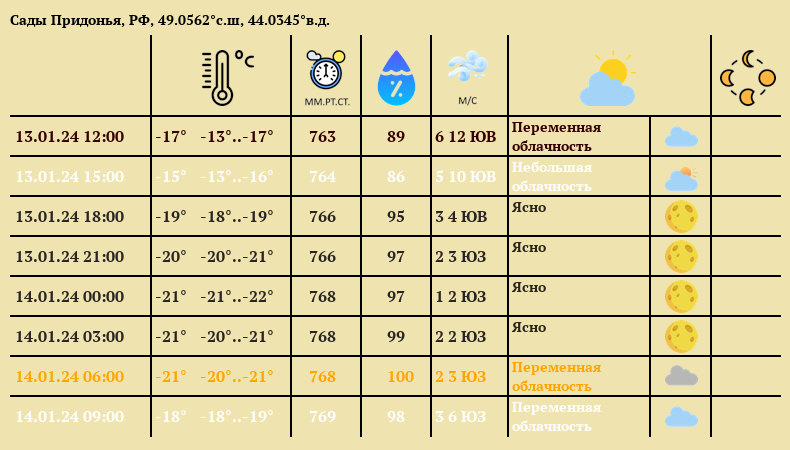 Сады Придонья, РФ, 49.0562°с.ш, 44.0345°в.д.
°C
ММ.РТ.СТ.
%
М/С
13.01.24 12:00 -17° -13°..-17° 763 89 6 12 ЮВ Переменная облачность
13.01.24 15:00 -15° -13°..-16° 764 86 5 10 ЮВ Небольшая облачность
13.01.24 18:00 -19° -18°..-19° 766 95 3 4 ЮВ Ясно
13.01.24 21:00 -20° -20°..-21° 766 97 2 3 ЮЗ Ясно
14.01.24 00:00 -21° -21°..-22° 768 97 1 2 ЮЗ Ясно
14.01.24 03:00 -21° -20°..-21° 768 99 2 2 ЮЗ Ясно
14.01.24 06:00 -21° -20°..-21° 768 100 2 3 ЮЗ Переменная облачность
14.01.24 09:00 -18° -18°..-19° 769 98 3 6 ЮЗ Переменная облачность